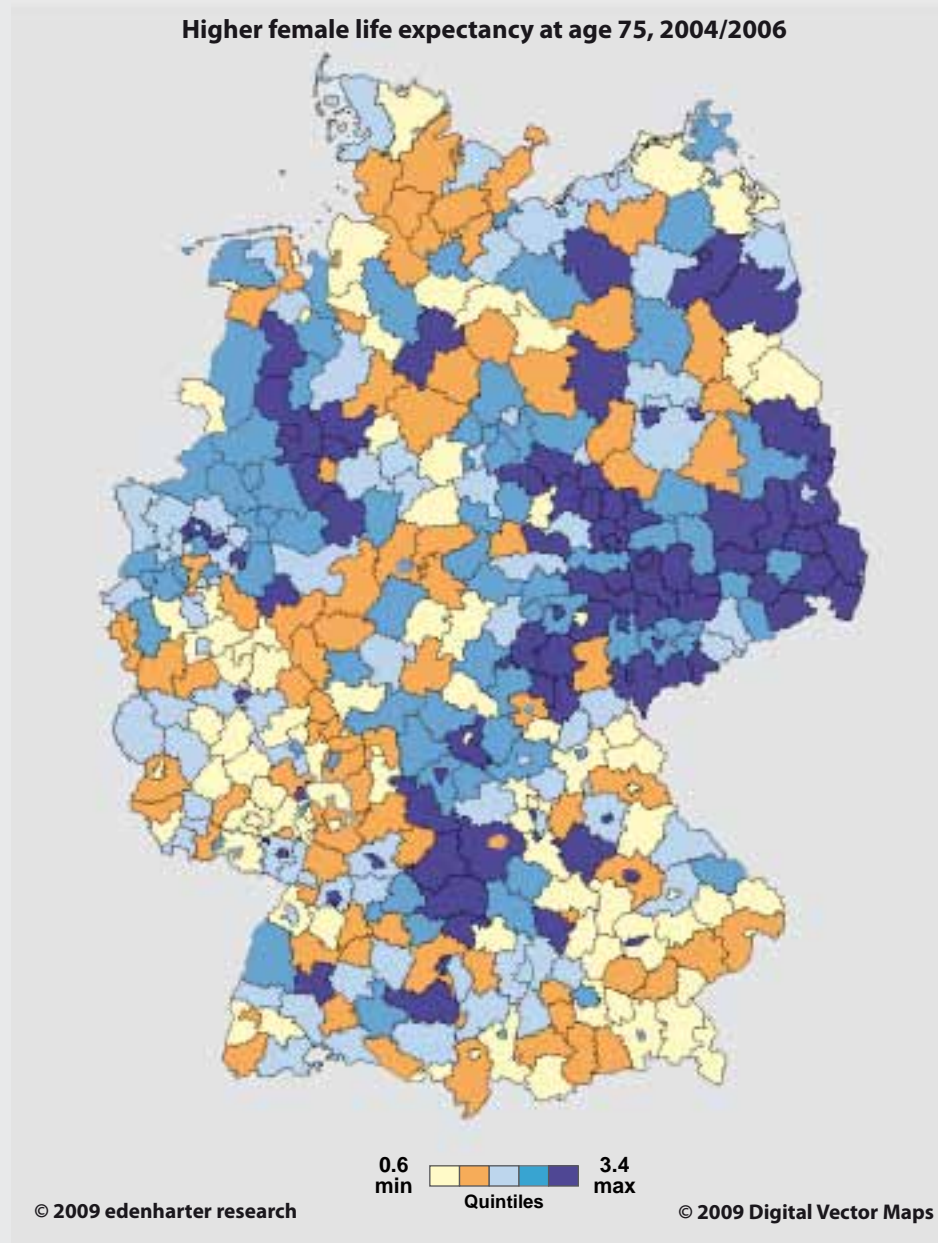 Higher female life expectancy at age 75, 2004/2006
0.6 3.4
min max
Quintiles
© 2009 edenharter research © 2009 Digital Vector Maps